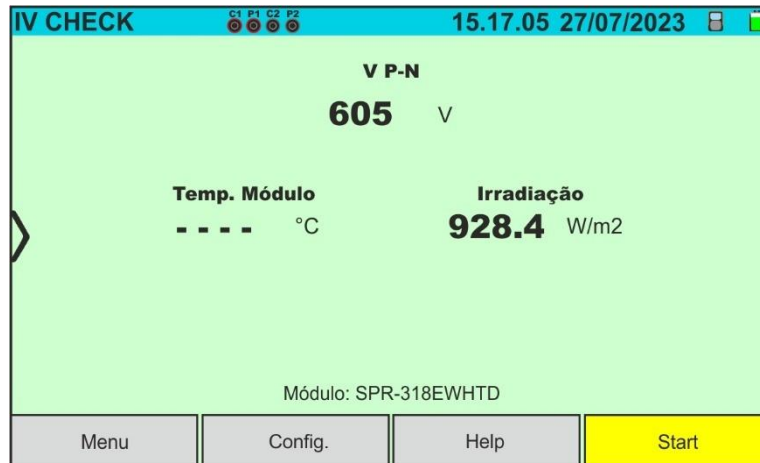 IV CHECK C1 P1 C2 P2 15.17.05 27/07/2023
V P-N
605 V
Temp. Módulo Irradiação
- - - - °C 928.4 W/m2
Módulo: SPR-318EWHTD
Menu Config. Help Start